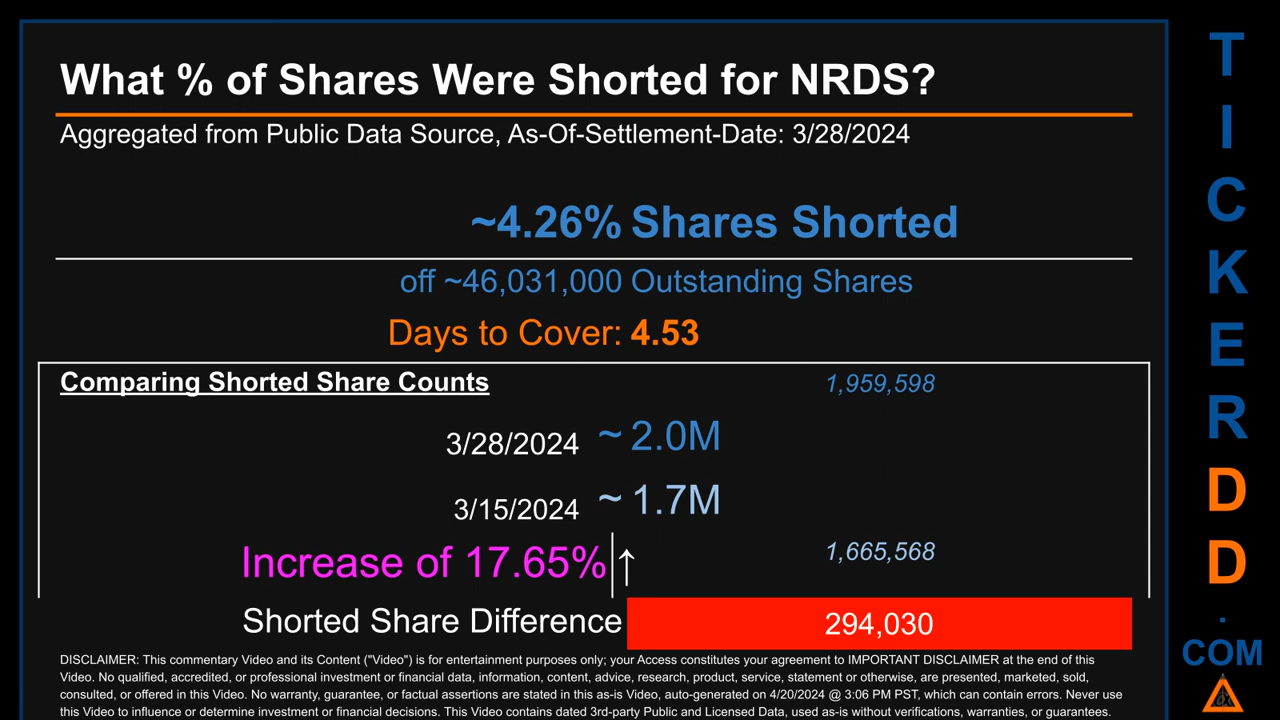 What % of Shares Were Shorted for NRDS?
Aggregated from Public Data Source, As-Of-Settlement-Date: 3/28/2024
~4.26% Shares Shorted
off ~46,031,000 Outstanding Shares
Days to Cover: 4.53
Comparing Shorted Share Counts
1,959,598
3/28/2024 ~ 2.0M
3/15/2024 ~ 1.7M
1,665,568
Increase of 17.65% ↑
Shorted Share Difference 294,030
DISCLAIMER: This commentary Video and its Content ("Video") is for entertainment purposes only; your Access constitutes your agreement to IMPORTANT DISCLAIMER at the end of this
Video. No qualified, accredited, or professional investment or financial data, information, content, advice, research, product, service, statement or otherwise, are presented, marketed, sold,
consulted, or offered in this Video. No warranty, guarantee, or factual assertions are stated in this as-is Video, auto-generated on 4/20/2024 @ 3:06 PM PST, which can contain errors. Never use
this Video to influence or determine investment or financial decisions. This Video contains dated 3rd-party Public and Licensed Data, used as-is without verifications, warranties, or guarantees.
T
I
C
K
E
R
D
D
.
COM